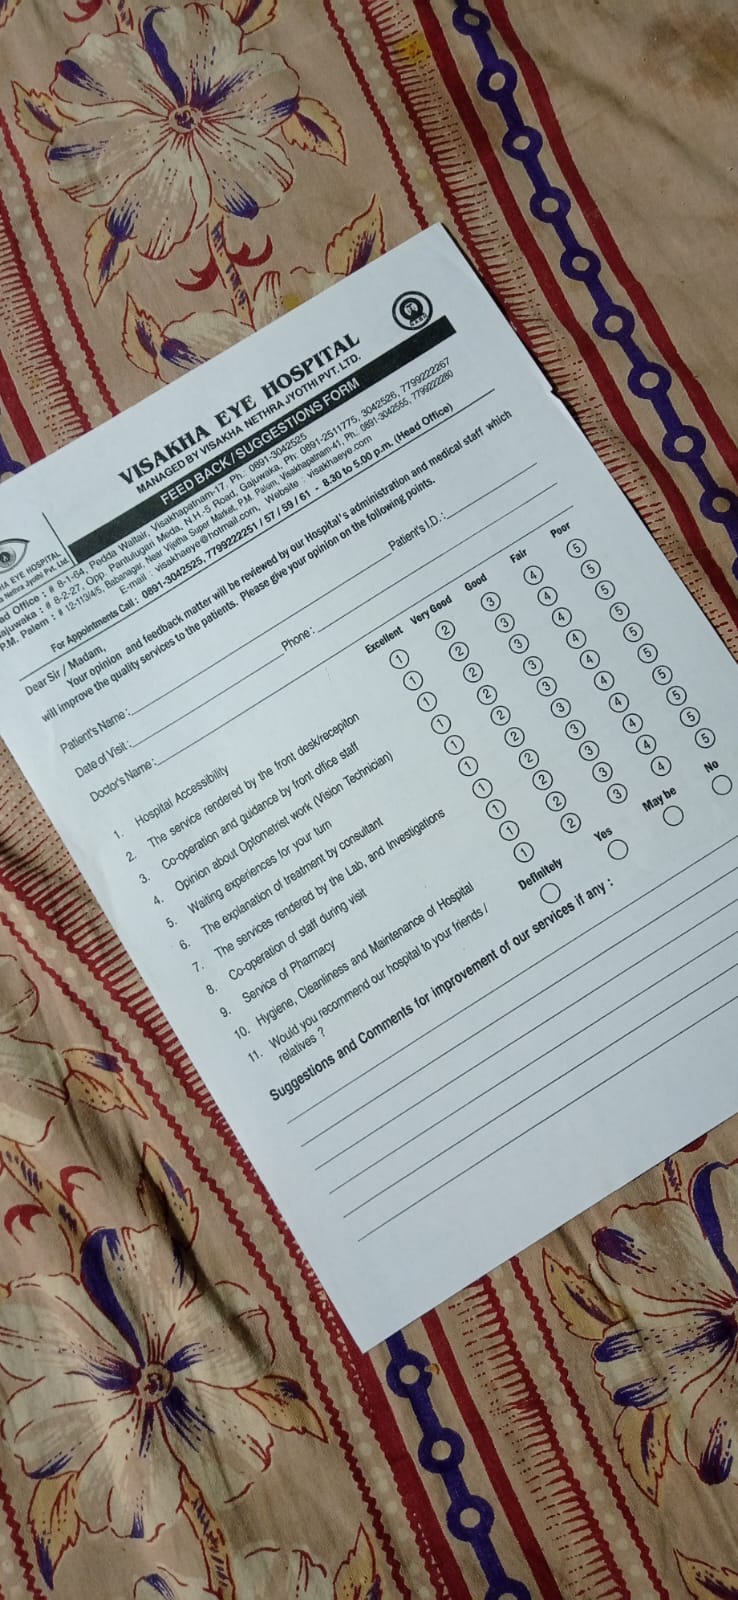 VISAKHA EYE HOSPITAL
MANAGED BY VISAKHA NETHRA JYOTHI PVT. LTD.
FEED BACK / SUGGESTIONS FORM
HA EYE HOSPITAL
a Nethra Jyothi Pvt. Ltd.
ad Office : # 8-1-64, Pedda Waltair, Visakhapatnam-17. Ph: 0891-3042525
ajuwaka : # 8-2-27, Opp. Pantulugari Meda, N.H.-5 Road, Gajuwaka, Ph: 0891-2511775, 3042526, 7799222267
P.M. Palem : # 12-113/4/5, Babanagar, Near Vijetha Super Market, P.M. Palem, Visakhapatnam-41, Ph.: 0891-3042555, 7799222260
E-mail : visakhaeye@hotmail.com, Website : visakhaeye.com
For Appointments Call : 0891-3042525, 7799222251 / 57 / 59 / 61 - 8.30 to 5.00 p.m. (Head Office)
Dear Sir / Madam,
Your opinion and feedback matter will be reviewed by our Hospital's administration and medical staff which
will improve the quality services to the patients. Please give your opinion on the following points.
Patient's Name : Patient's I.D. :
Date of Visit : Phone :
Doctor's Name :
Excellent Very Good Good Fair Poor
1. Hospital Accessibility 1 2 3 4 5
2. The service rendered by the front desk/recepiton 1 2 3 4 5
3. Co-operation and guidance by front office staff 1 2 3 4 5
4. Opinion about Optometrist work (Vision Technician) 1 2 3 4 5
5. Waiting experiences for your turn 1 2 3 4 5
6. The explanation of treatment by consultant 1 2 3 4 5
7. The services rendered by the Lab, and Investigations 1 2 3 4 5
8. Co-operation of staff during visit 1 2 3 4 5
9. Service of Pharmacy 1 2 3 4 5
10. Hygiene, Cleanliness and Maintenance of Hospital 1 2 3 4 5
11. Would you recommend our hospital to your friends / Definitely Yes May be No
relatives ?
Suggestions and Comments for improvement of our services if any :